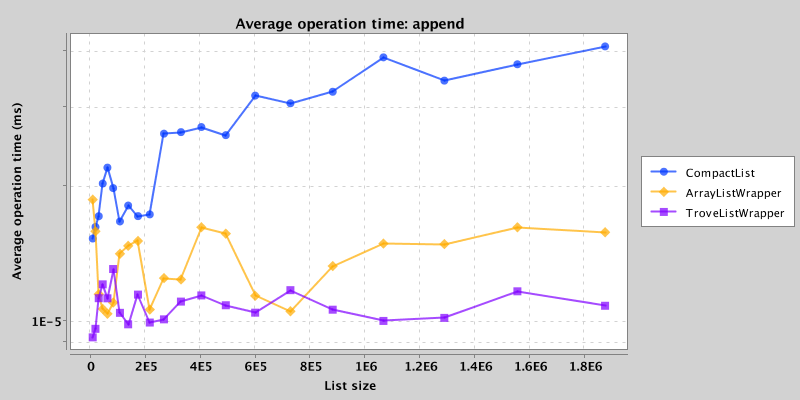 Average operation time: append
Average operation time (ms)
1E-5
0 2E5 4E5 6E5 8E5 1E6 1.2E6 1.4E6 1.6E6 1.8E6
List size
CompactList
ArrayListWrapper
TroveListWrapper